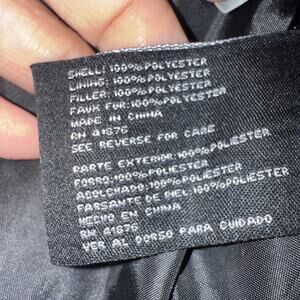 SHELL: 100%POLYESTER
LINING: 100%POLYESTER
FILLER: 100%POLYESTER
FAUX FUR: 100%POLYESTER
MADE IN CHINA
RN 41876
SEE REVERSE FOR CARE
PARTE EXTERIOR: 100%POLIESTER
FORSO: 100%POLIESTER
ACOLCHADO: 100%POLIESTER
FARSANTE DE PIEL: 100%POLIESTER
HECHO EN CHINA
RN 41876
VER AL DORSO PARA CUIDADO